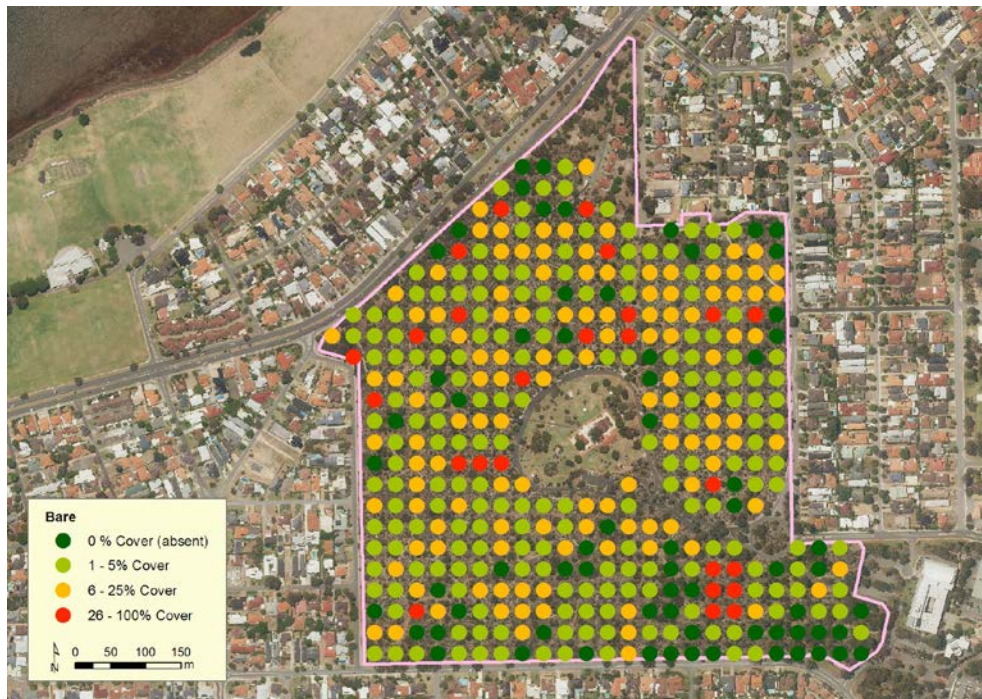 Bare
0 % Cover (absent)
1 - 5% Cover
6 - 25% Cover
26 - 100% Cover
N
0 50 100 150
m